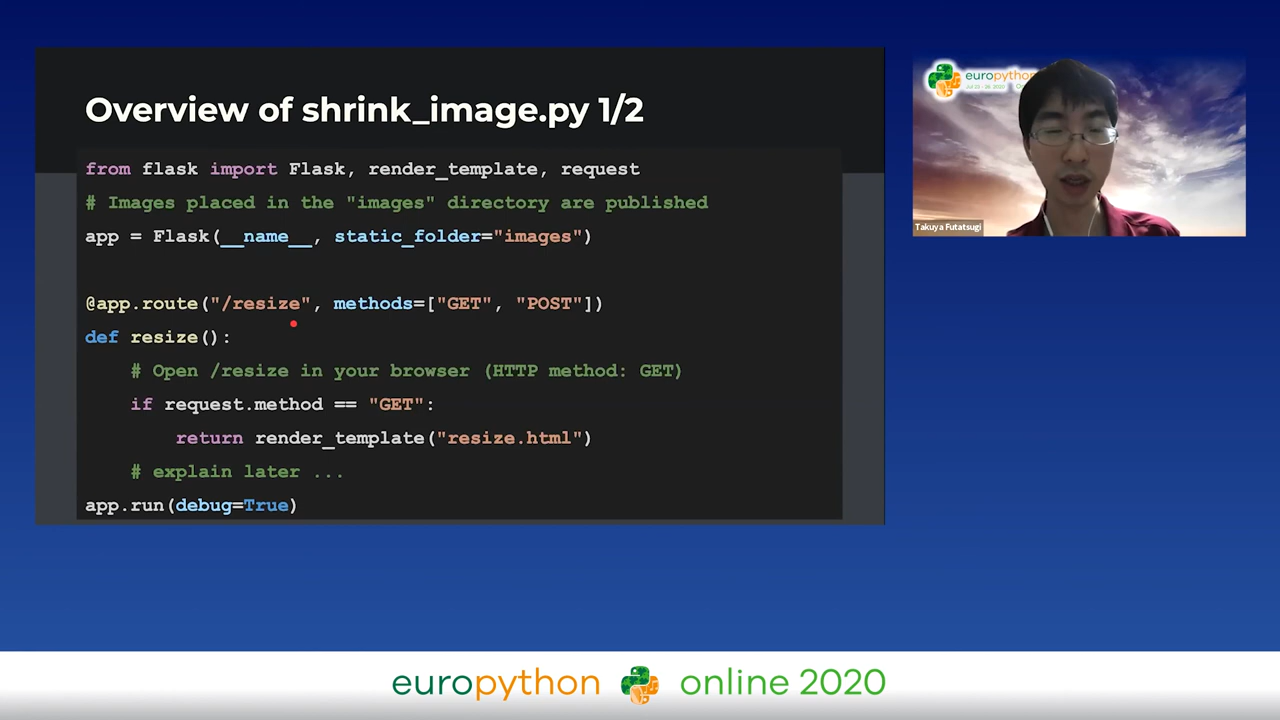 Overview of shrink_image.py 1/2
from flask import Flask, render_template, request
# Images placed in the "images" directory are published
app = Flask(__name__, static_folder="images")
@app.route("/resize", methods=["GET", "POST"])
def resize():
# Open /resize in your browser (HTTP method: GET)
if request.method == "GET":
return render_template("resize.html")
# explain later ...
app.run(debug=True)
europython
Takuya Futatsugi
europython online 2020